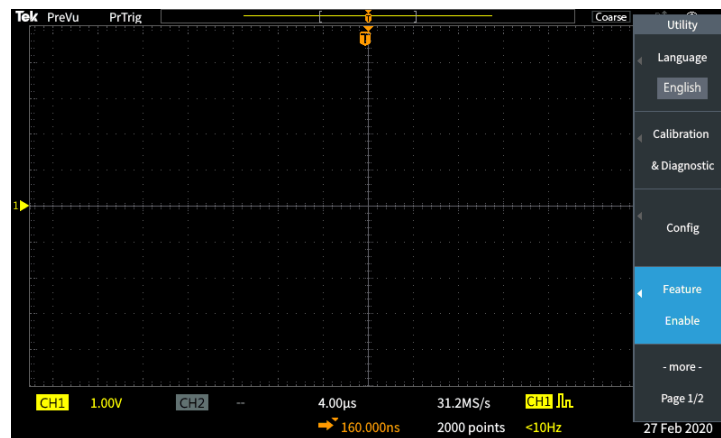 Tek PreVu PrTrig Coarse
T
T
Utility
Language
English
Calibration
& Diagnostic
1
Config
Feature
Enable
- more -
Page 1/2
CH1 1.00V CH2 -- 4.00µs 31.2MS/s CH1
160.000ns 2000 points <10Hz 27 Feb 2020